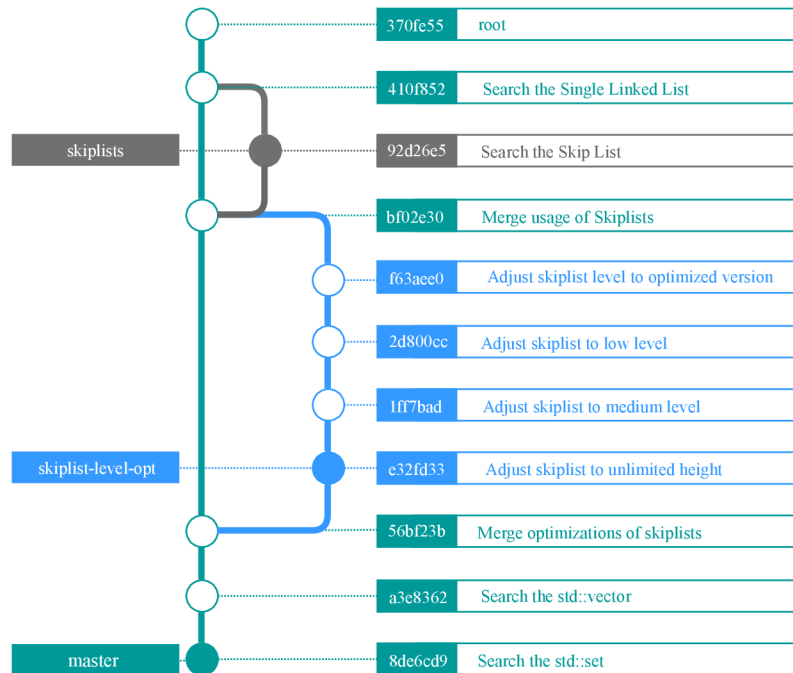 370fe55 root
410f852 Search the Single Linked List
skiplists 92d26e5 Search the Skip List
bf02e30 Merge usage of Skiplists
f63aee0 Adjust skiplist level to optimized version
2d800cc Adjust skiplist to low level
1ff7bad Adjust skiplist to medium level
skiplist-level-opt e32fd33 Adjust skiplist to unlimited height
56bf23b Merge optimizations of skiplists
a3e8362 Search the std::vector
master 8de6cd9 Search the std::set